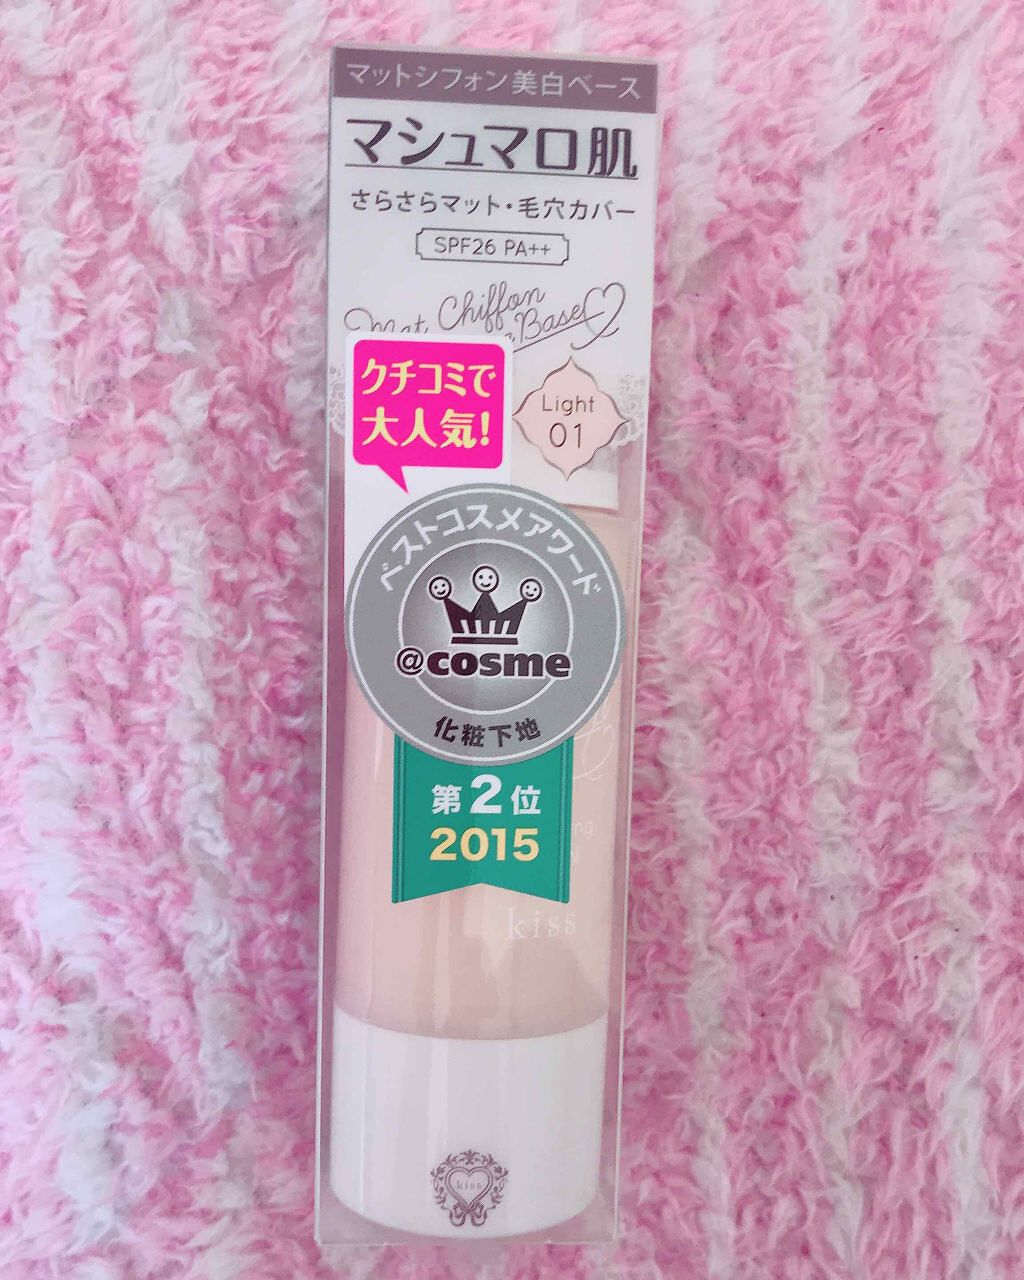 マットシフォン美白ベース
マシュマロ肌
さらさらマット・毛穴カバー
SPF26 PA++
Chiffon
Base
クチコミで
大人気!
Light
01
ベストコスメアワード
@cosme
化粧下地
第2位
2015
kiss
kiss